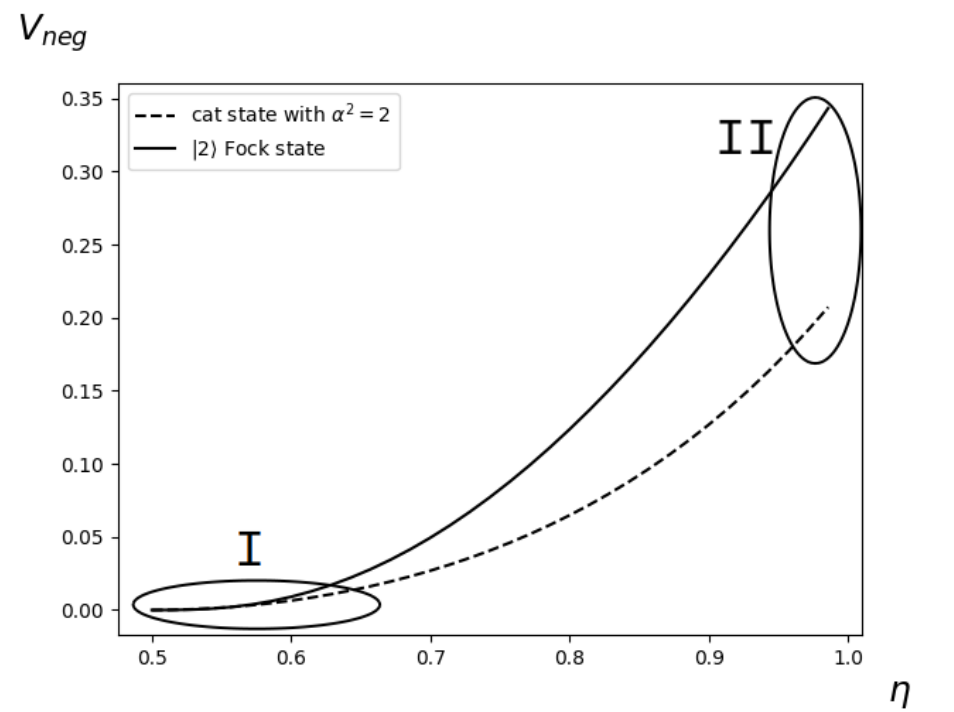 V_neg
0.35
0.30
0.25
0.20
0.15
0.10
0.05
0.00
cat state with α² = 2
|2⟩ Fock state
II
I
0.5 0.6 0.7 0.8 0.9 1.0
η